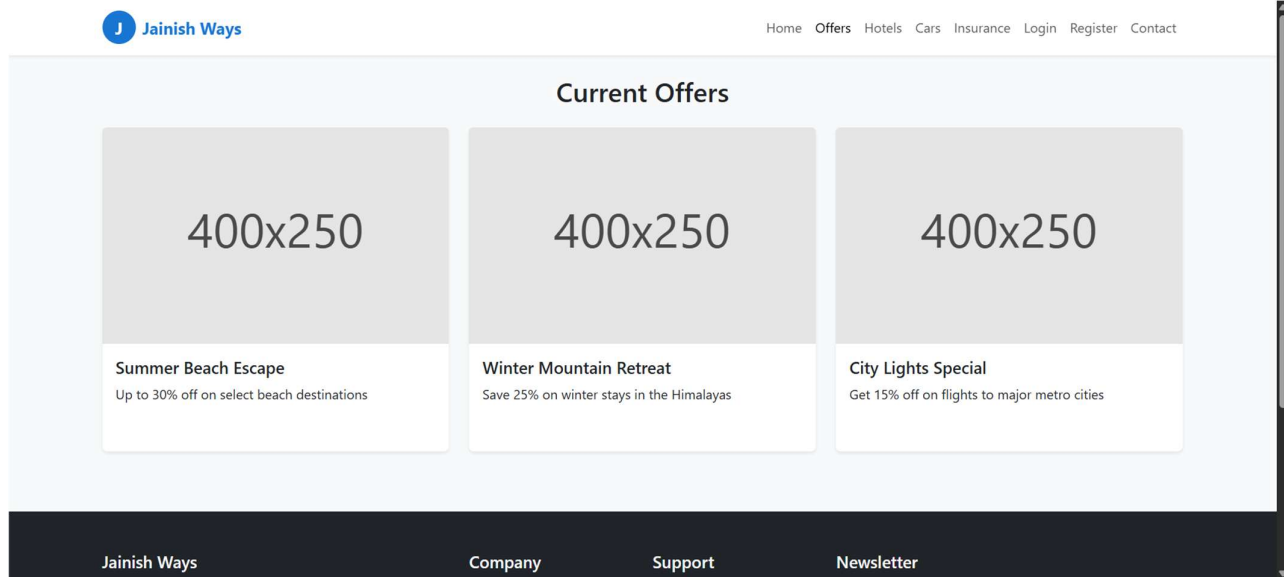 J Jainish Ways
Home Offers Hotels Cars Insurance Login Register Contact
Current Offers
400x250 400x250 400x250
Summer Beach Escape
Up to 30% off on select beach destinations
Winter Mountain Retreat
Save 25% on winter stays in the Himalayas
City Lights Special
Get 15% off on flights to major metro cities
Jainish Ways Company Support Newsletter